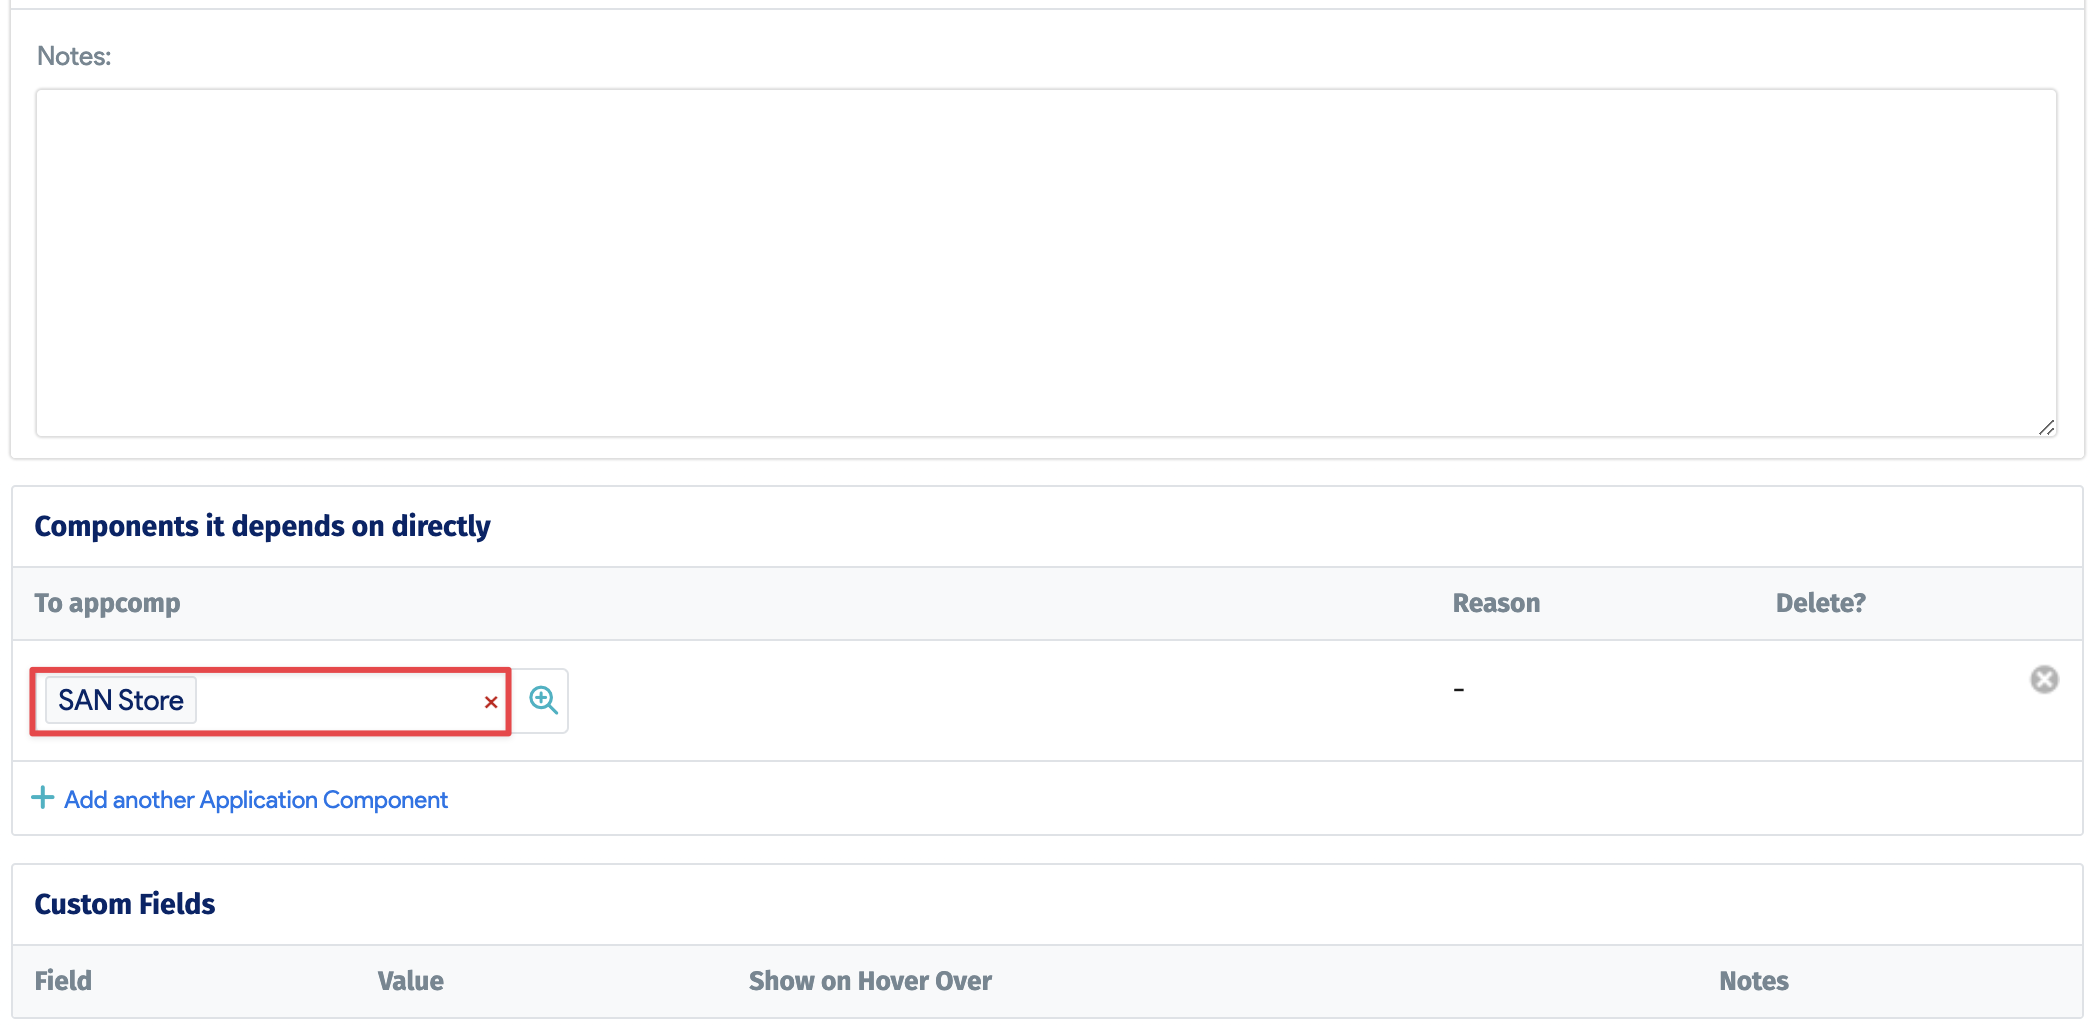 Notes:
Components it depends on directly
To appcomp Reason Delete?
SAN Store × -
Add another Application Component
Custom Fields
Field Value Show on Hover Over Notes